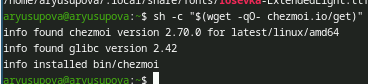 /home/aryusupova/.local/share/fonts/Iosevka-ExtendedLight.ttf
aryusupova@aryusupova:~$ sh -c "$(wget -qO- chezmoi.io/get)"
info found chezmoi version 2.70.0 for latest/linux/amd64
info found glibc version 2.42
info installed bin/chezmoi
aryusupova@aryusupova:~$